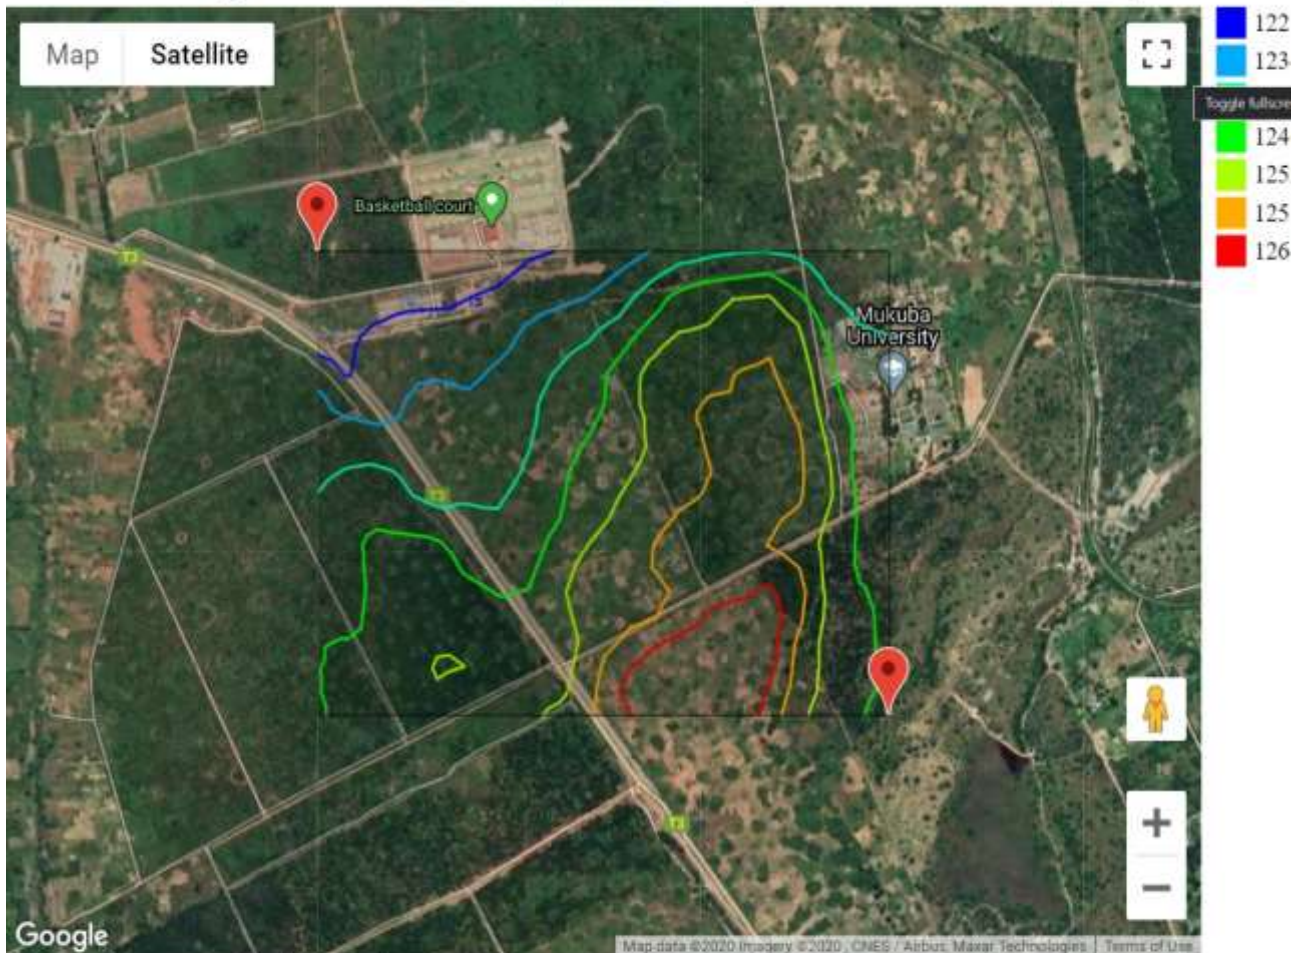 Map
Satellite
122
123
Toggle fullscre
124
125
125
126
Basketball court
T3
Mukuba
University
T3
T3
Google
Map data ©2020 Imagery ©2020 , CNES / Airbus, Maxar Technologies
Terms of Use